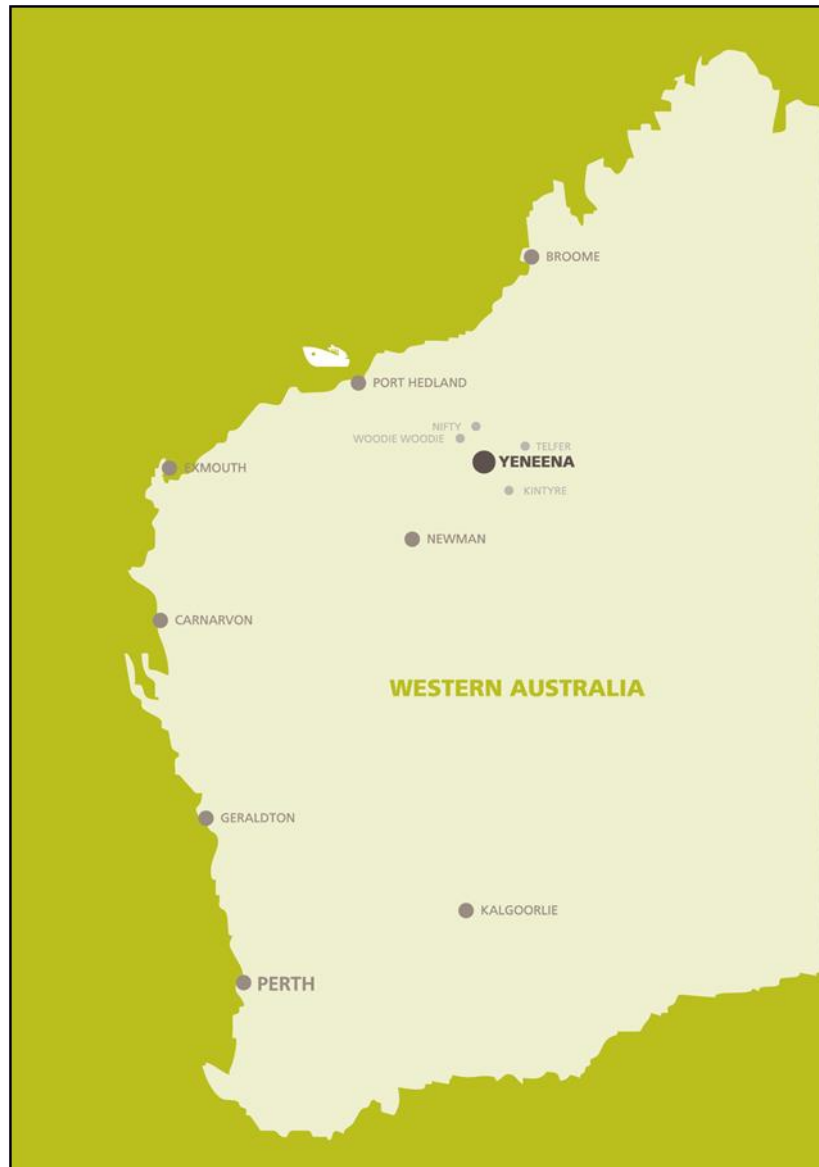 BROOME
PORT HEDLAND
NIFTY
WOODIE WOODIE
TELFER
YENEENA
EXMOUTH
KINTYRE
NEWMAN
CARNARVON
WESTERN AUSTRALIA
GERALDTON
KALGOORLIE
PERTH